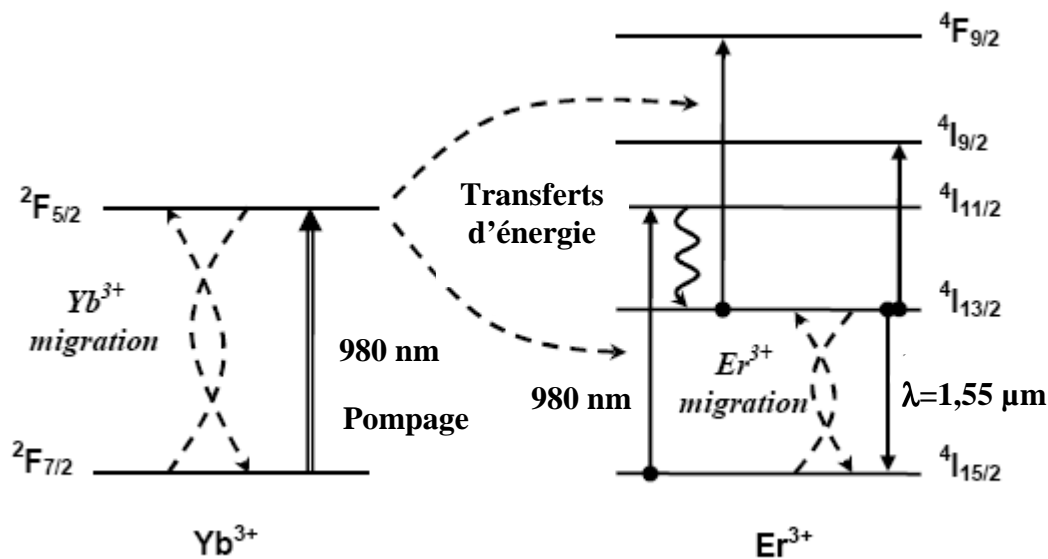 ⁴F₉/₂
⁴I₉/₂
Transferts
d’énergie
²F₅/₂
⁴I₁₁/₂
Yb³⁺
migration
⁴I₁₃/₂
980 nm
Er³⁺
migration
980 nm
λ=1,55 µm
Pompage
²F₇/₂
⁴I₁₅/₂
Yb³⁺
Er³⁺